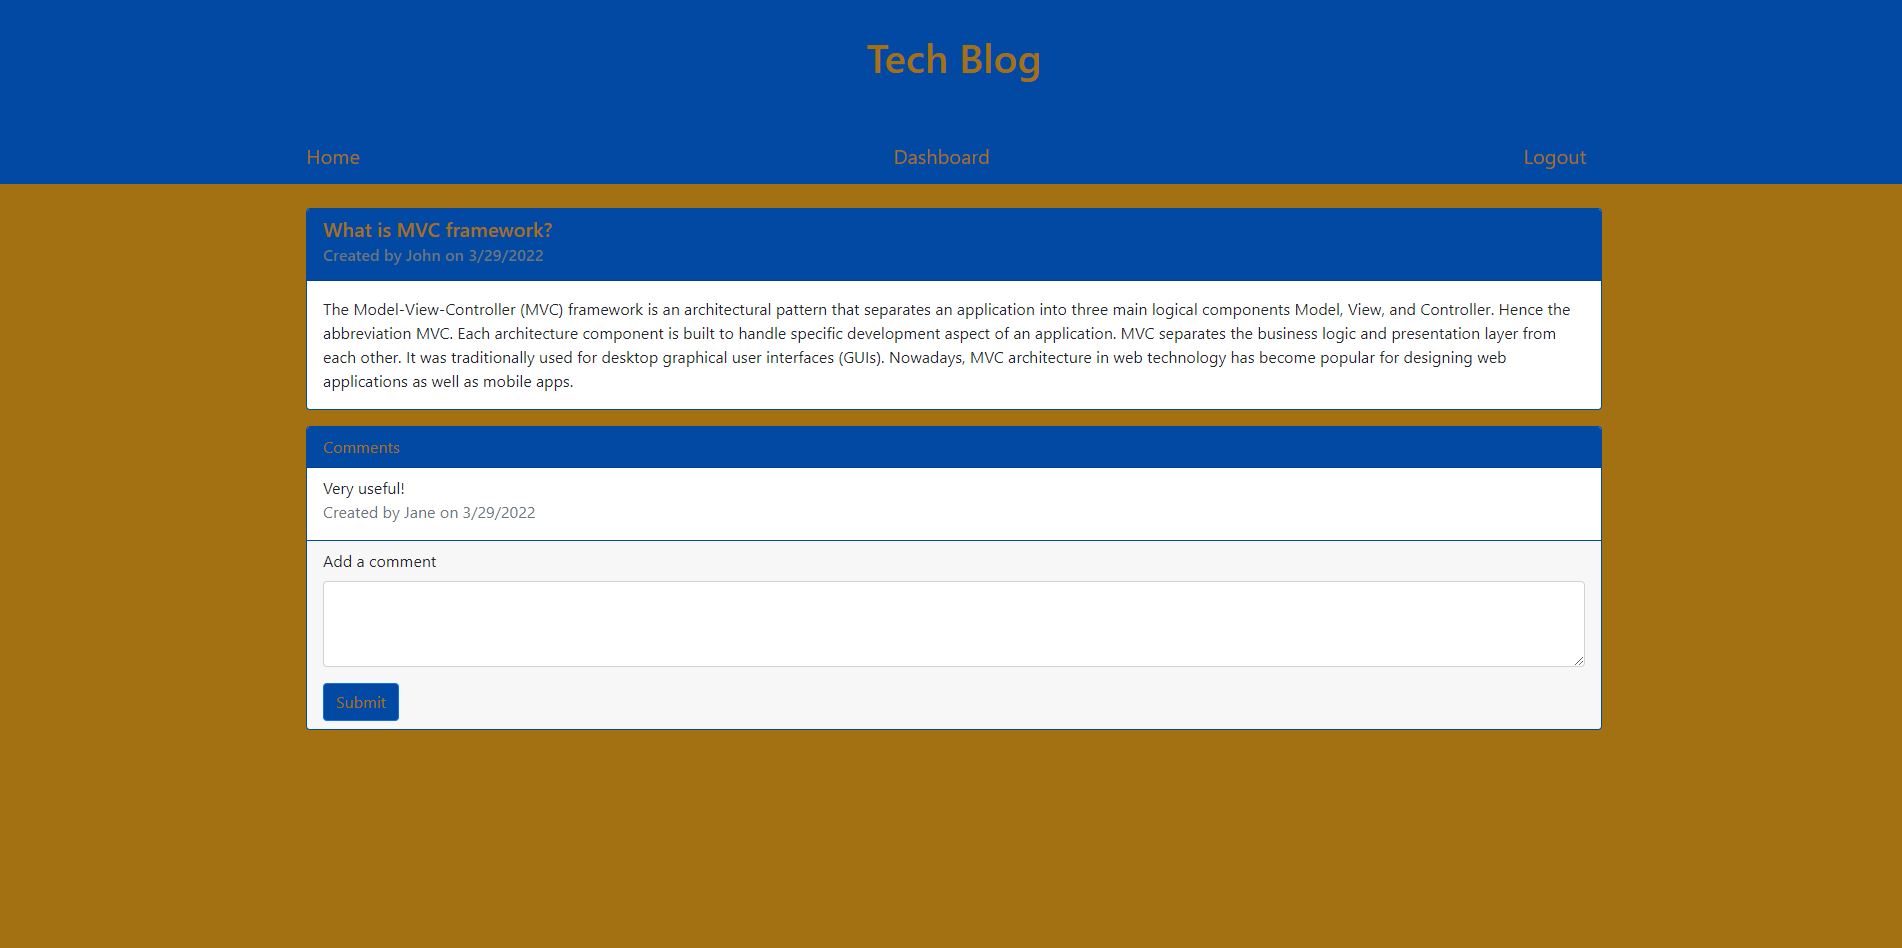 Tech Blog
Home
Dashboard
Logout
What is MVC framework?
Created by John on 3/29/2022
The Model-View-Controller (MVC) framework is an architectural pattern that separates an application into three main logical components Model, View, and Controller. Hence the
abbreviation MVC. Each architecture component is built to handle specific development aspect of an application. MVC separates the business logic and presentation layer from
each other. It was traditionally used for desktop graphical user interfaces (GUIs). Nowadays, MVC architecture in web technology has become popular for designing web
applications as well as mobile apps.
Comments
Very useful!
Created by Jane on 3/29/2022
Add a comment
Submit